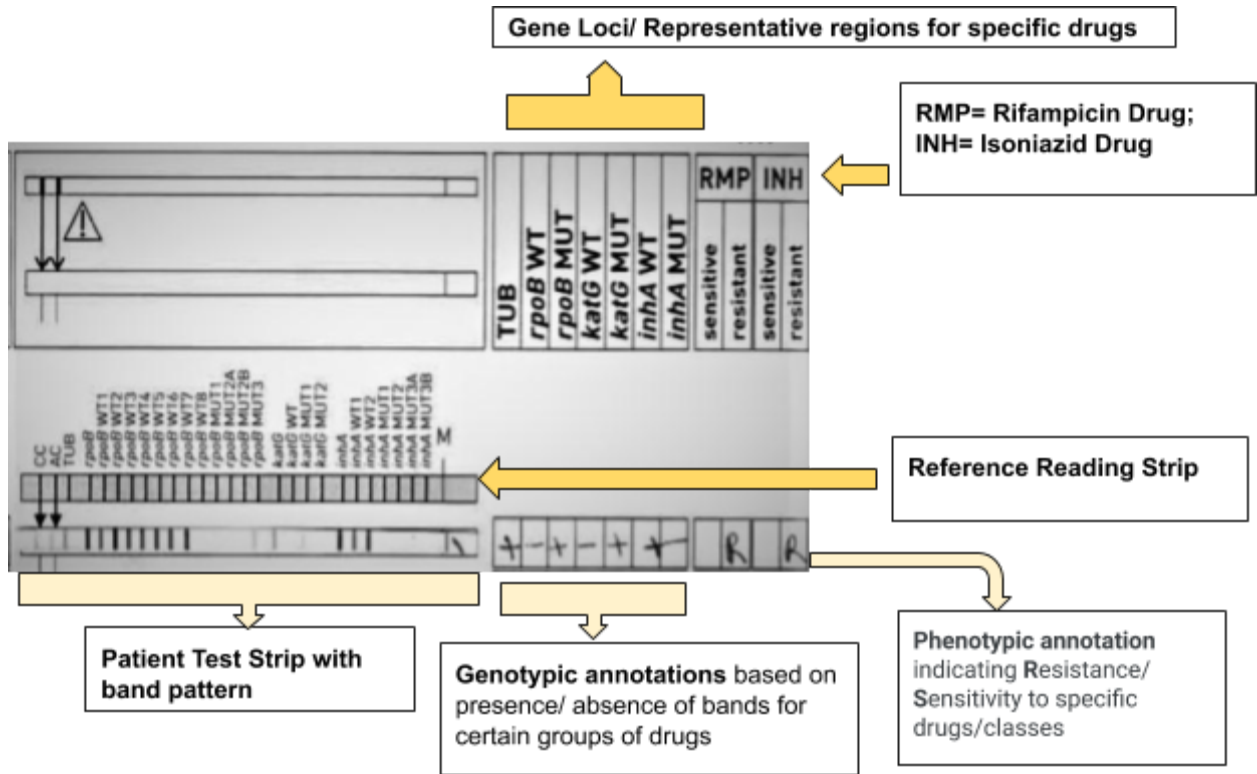 Gene Loci/ Representative regions for specific drugs
RMP= Rifampicin Drug;
INH= Isoniazid Drug
TUB
rpoB WT
rpoB MUT
katG WT
katG MUT
inhA WT
inhA MUT
RMP INH
sensitive
resistant
sensitive
resistant
CC
AC
TUB
rpoB
rpoB WT1
rpoB WT2
rpoB WT3
rpoB WT4
rpoB WT5
rpoB WT6
rpoB WT7
rpoB WT8
rpoB MUT1
rpoB MUT2A
rpoB MUT2B
rpoB MUT3
katG
katG WT
katG MUT1
katG MUT2
inhA
inhA WT1
inhA WT2
inhA MUT1
inhA MUT2
inhA MUT3A
inhA MUT3B
M
Reference Reading Strip
+ − + − + + − R R
Patient Test Strip with
band pattern
Genotypic annotations based on
presence/ absence of bands for
certain groups of drugs
Phenotypic annotation
indicating Resistance/
Sensitivity to specific
drugs/classes